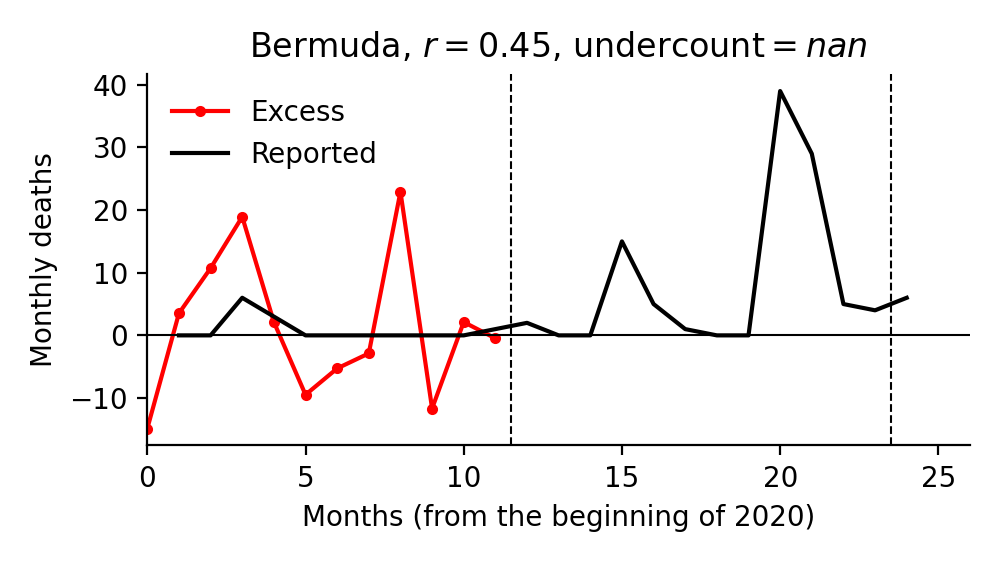 Bermuda, r = 0.45, undercount = nan
40
30
20
10
0
−10
Monthly deaths
Excess
Reported
0 5 10 15 20 25
Months (from the beginning of 2020)